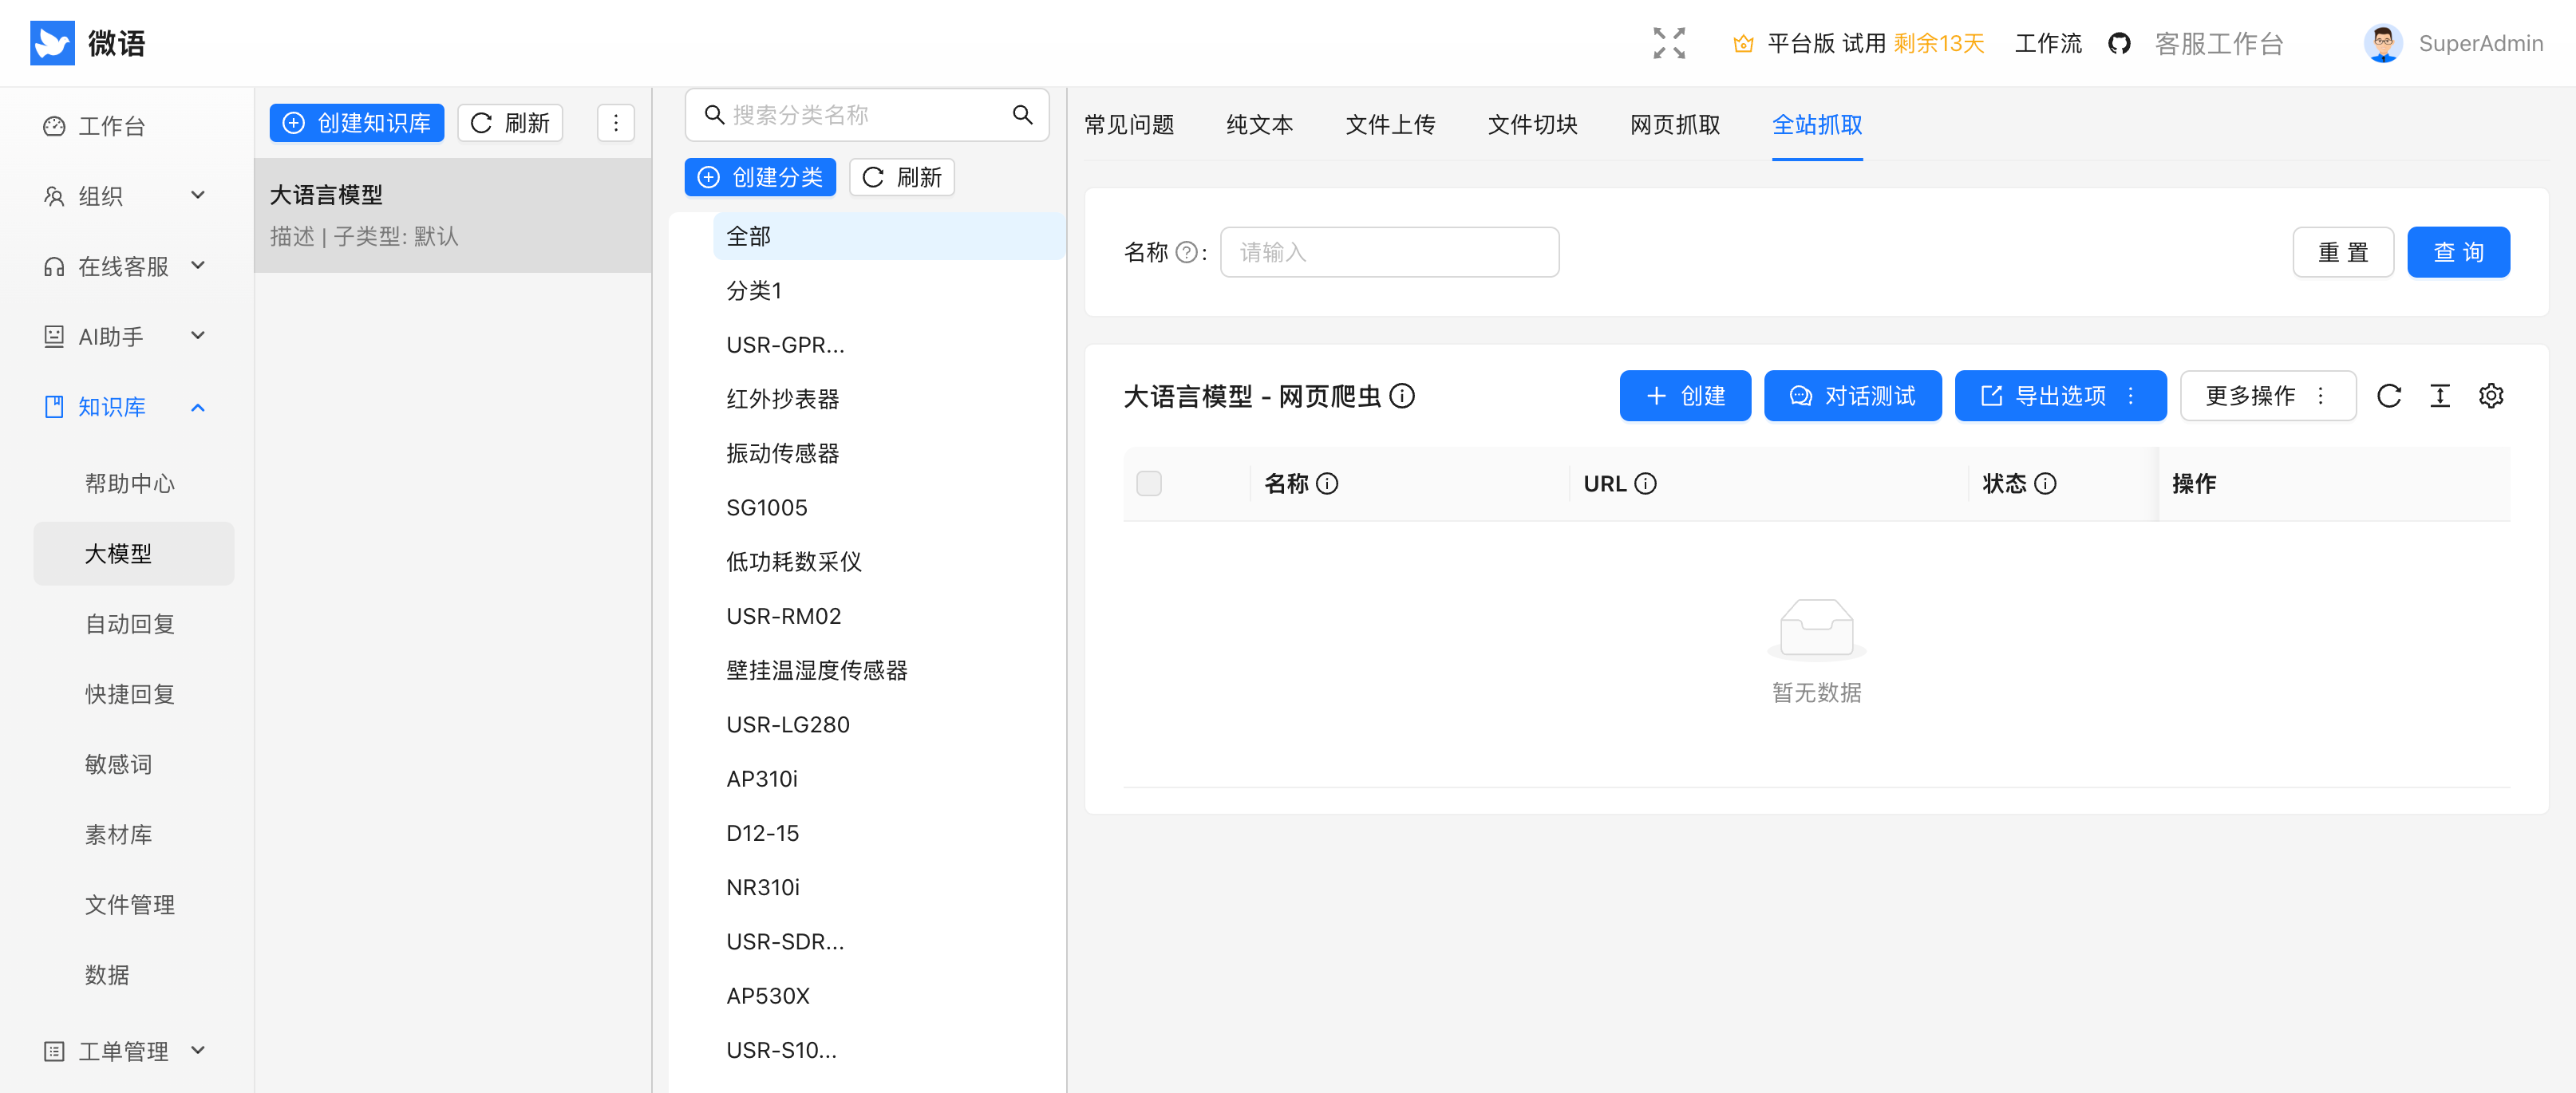 微语
平台版 试用 剩余13天
工作流
客服工作台
SuperAdmin
工作台
组织
在线客服
AI助手
知识库
帮助中心
大模型
自动回复
快捷回复
敏感词
素材库
文件管理
数据
工单管理
创建知识库
刷新
大语言模型
描述 | 子类型: 默认
搜索分类名称
创建分类
刷新
全部
分类1
USR-GPR...
红外抄表器
振动传感器
SG1005
低功耗数采仪
USR-RM02
壁挂温湿度传感器
USR-LG280
AP310i
D12-15
NR310i
USR-SDR...
AP530X
USR-S10...
常见问题 纯文本 文件上传 文件切块 网页抓取 全站抓取
名称 : 请输入
重 置
查 询
大语言模型 - 网页爬虫
创建
对话测试
导出选项
更多操作
名称 URL 状态 操作
暂无数据